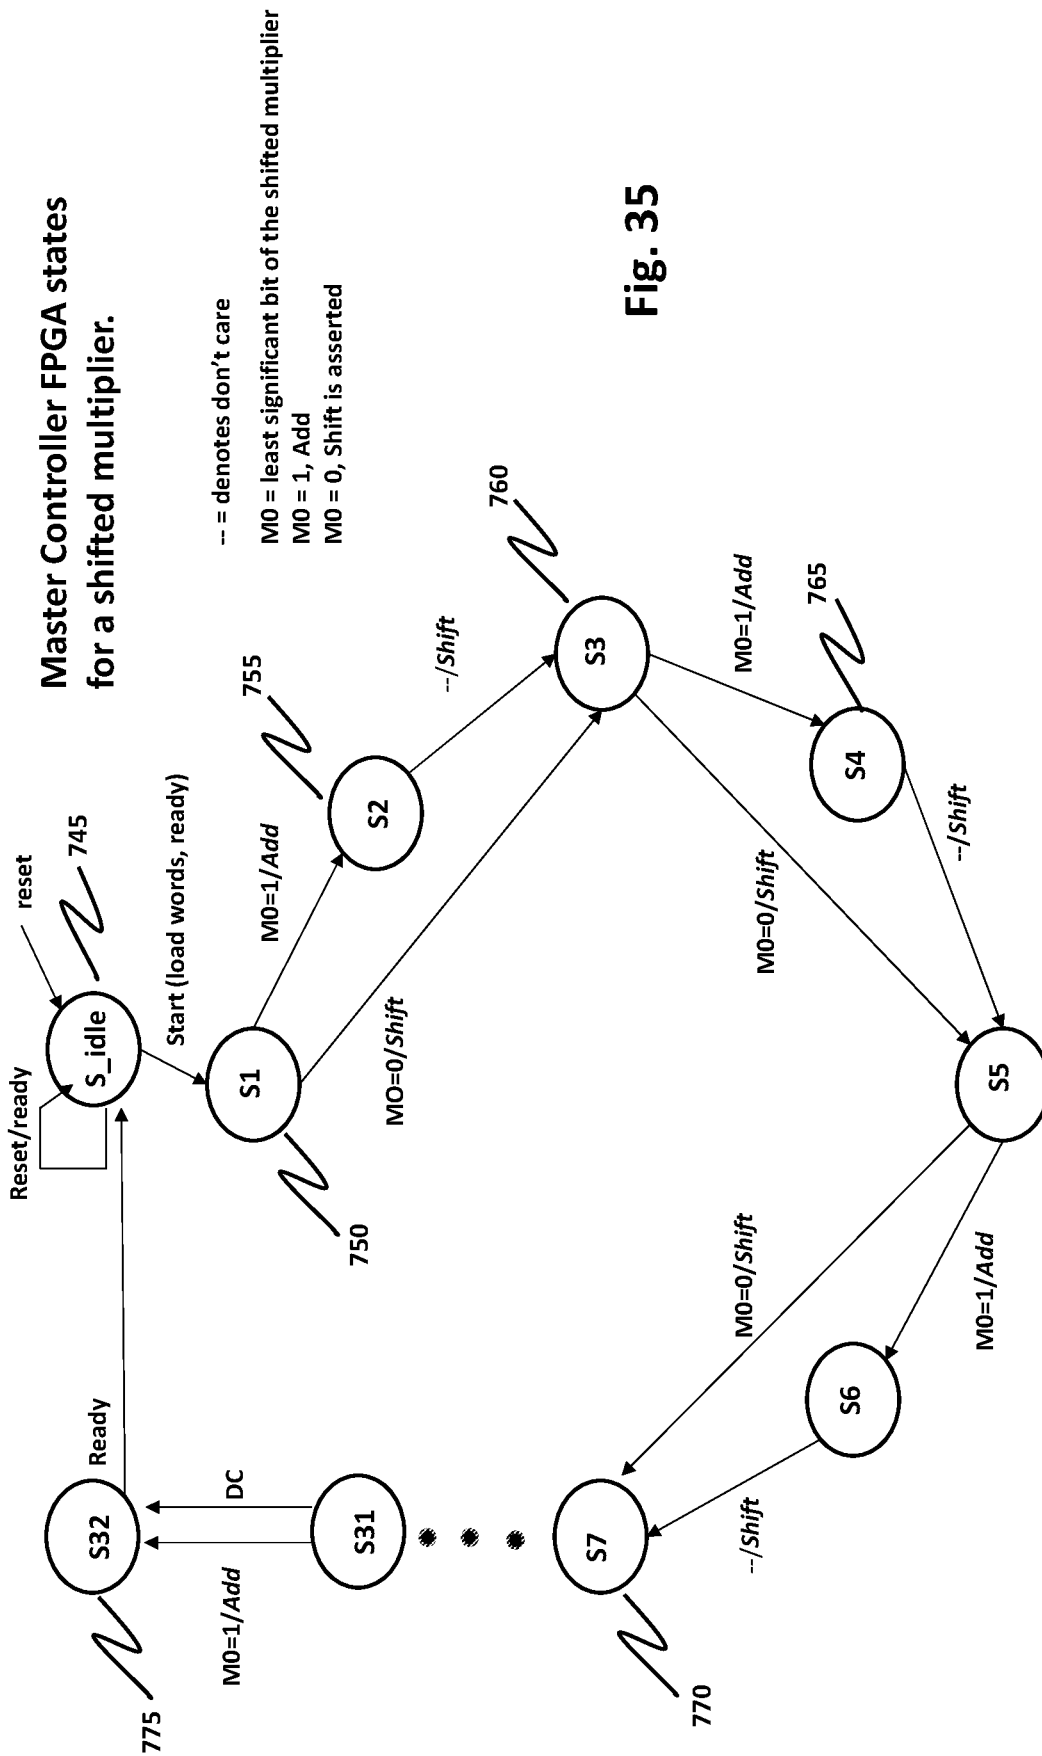 Master Controller FPGA states
for a shifted multiplier.
-- = denotes don't care
M0 = least significant bit of the shifted multiplier
M0 = 1, Add
M0 = 0, Shift is asserted
Reset/ready
reset
S_idle
745
Start (load words, ready)
S1
750
M0=1/Add
MO=0/Shift
S2
755
--/Shift
S3
760
M0=1/Add
M0=0/Shift
S4
765
--/Shift
S5
M0=0/Shift
M0=1/Add
S6
--/Shift
S7
770
S31
M0=1/Add
DC
S32
775
Ready
Fig. 35